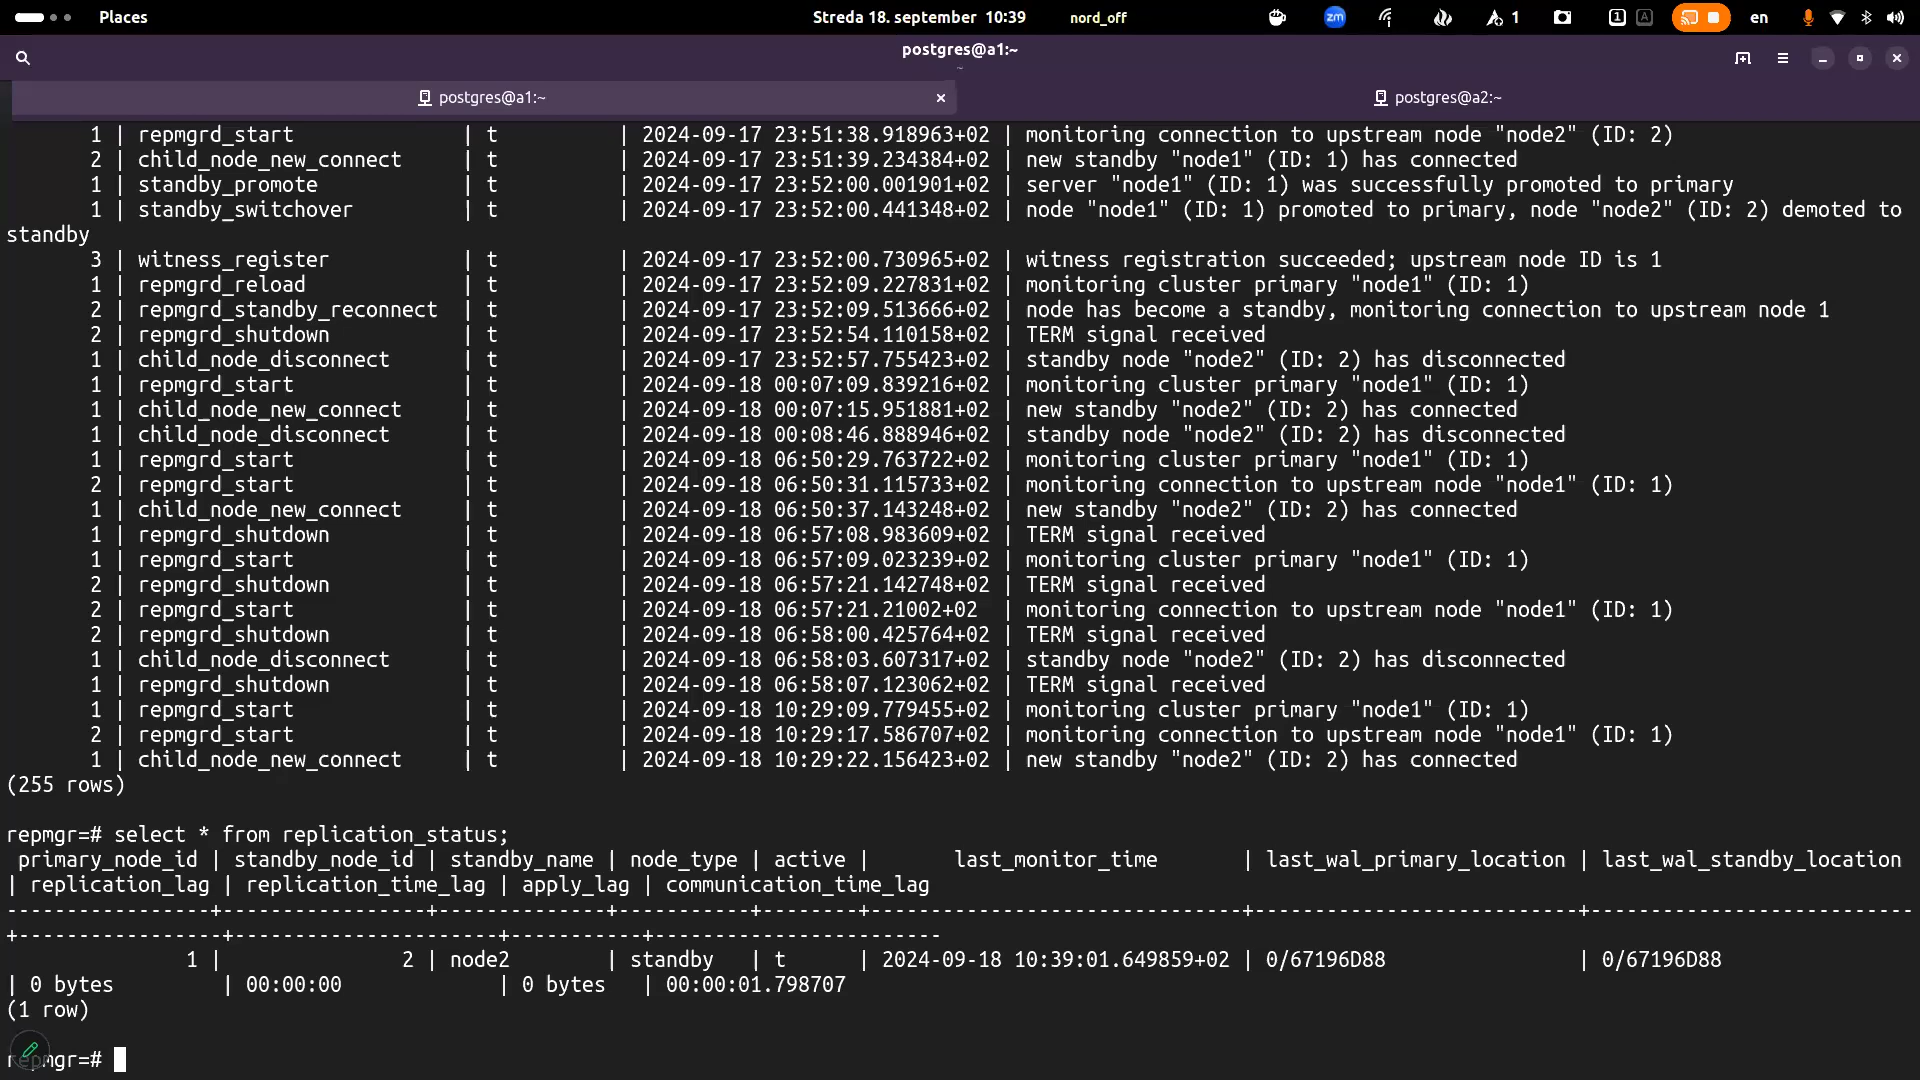 Places
Streda 18. september 10:39
nord_off
zm
1
1 A
en
postgres@a1:~
~
postgres@a1:~
postgres@a2:~
1 | repmgrd_start | t | 2024-09-17 23:51:38.918963+02 | monitoring connection to upstream node "node2" (ID: 2)
2 | child_node_new_connect | t | 2024-09-17 23:51:39.234384+02 | new standby "node1" (ID: 1) has connected
1 | standby_promote | t | 2024-09-17 23:52:00.001901+02 | server "node1" (ID: 1) was successfully promoted to primary
1 | standby_switchover | t | 2024-09-17 23:52:00.441348+02 | node "node1" (ID: 1) promoted to primary, node "node2" (ID: 2) demoted to
standby
3 | witness_register | t | 2024-09-17 23:52:00.730965+02 | witness registration succeeded; upstream node ID is 1
1 | repmgrd_reload | t | 2024-09-17 23:52:09.227831+02 | monitoring cluster primary "node1" (ID: 1)
2 | repmgrd_standby_reconnect | t | 2024-09-17 23:52:09.513666+02 | node has become a standby, monitoring connection to upstream node 1
2 | repmgrd_shutdown | t | 2024-09-17 23:52:54.110158+02 | TERM signal received
1 | child_node_disconnect | t | 2024-09-17 23:52:57.755423+02 | standby node "node2" (ID: 2) has disconnected
1 | repmgrd_start | t | 2024-09-18 00:07:09.839216+02 | monitoring cluster primary "node1" (ID: 1)
1 | child_node_new_connect | t | 2024-09-18 00:07:15.951881+02 | new standby "node2" (ID: 2) has connected
1 | child_node_disconnect | t | 2024-09-18 00:08:46.888946+02 | standby node "node2" (ID: 2) has disconnected
1 | repmgrd_start | t | 2024-09-18 06:50:29.763722+02 | monitoring cluster primary "node1" (ID: 1)
2 | repmgrd_start | t | 2024-09-18 06:50:31.115733+02 | monitoring connection to upstream node "node1" (ID: 1)
1 | child_node_new_connect | t | 2024-09-18 06:50:37.143248+02 | new standby "node2" (ID: 2) has connected
1 | repmgrd_shutdown | t | 2024-09-18 06:57:08.983609+02 | TERM signal received
1 | repmgrd_start | t | 2024-09-18 06:57:09.023239+02 | monitoring cluster primary "node1" (ID: 1)
2 | repmgrd_shutdown | t | 2024-09-18 06:57:21.142748+02 | TERM signal received
2 | repmgrd_start | t | 2024-09-18 06:57:21.21002+02 | monitoring connection to upstream node "node1" (ID: 1)
2 | repmgrd_shutdown | t | 2024-09-18 06:58:00.425764+02 | TERM signal received
1 | child_node_disconnect | t | 2024-09-18 06:58:03.607317+02 | standby node "node2" (ID: 2) has disconnected
1 | repmgrd_shutdown | t | 2024-09-18 06:58:07.123062+02 | TERM signal received
1 | repmgrd_start | t | 2024-09-18 10:29:09.779455+02 | monitoring cluster primary "node1" (ID: 1)
2 | repmgrd_start | t | 2024-09-18 10:29:17.586707+02 | monitoring connection to upstream node "node1" (ID: 1)
1 | child_node_new_connect | t | 2024-09-18 10:29:22.156423+02 | new standby "node2" (ID: 2) has connected
(255 rows)
repmgr=# select * from replication_status;
primary_node_id | standby_node_id | standby_name | node_type | active | last_monitor_time | last_wal_primary_location | last_wal_standby_location
| replication_lag | replication_time_lag | apply_lag | communication_time_lag
-----------------+-----------------+--------------+-----------+--------+-------------------------------+---------------------------+---------------------------
+-----------------+----------------------+-----------+------------------------
1 | 2 | node2 | standby | t | 2024-09-18 10:39:01.649859+02 | 0/67196D88 | 0/67196D88
| 0 bytes | 00:00:00 | 0 bytes | 00:00:01.798707
(1 row)
repmgr=#